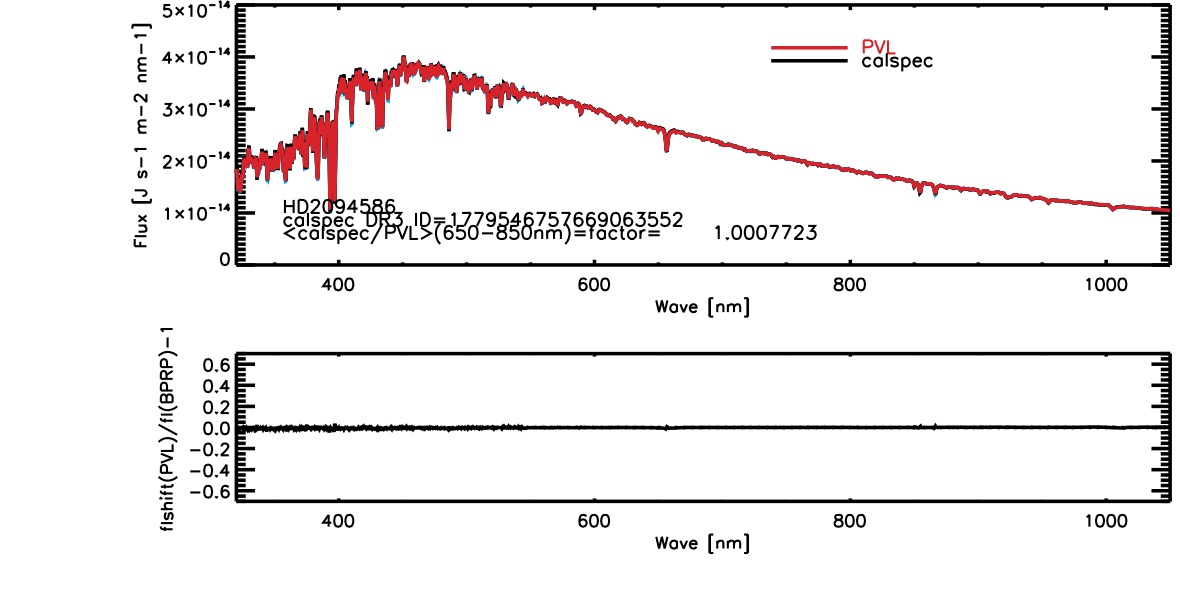 5×10−14
4×10−14
3×10−14
2×10−14
1×10−14
0
Flux [J s−1 m−2 nm−1]
PVL
calspec
HD2094586
calspec DR3 ID=1779546757669063552
<calspec/PVL>(650−850nm)=factor= 1.0007723
400 600 800 1000
Wave [nm]
flshift(PVL)/fl(BPRP)−1
0.6
0.4
0.2
0.0
−0.2
−0.4
−0.6
400 600 800 1000
Wave [nm]